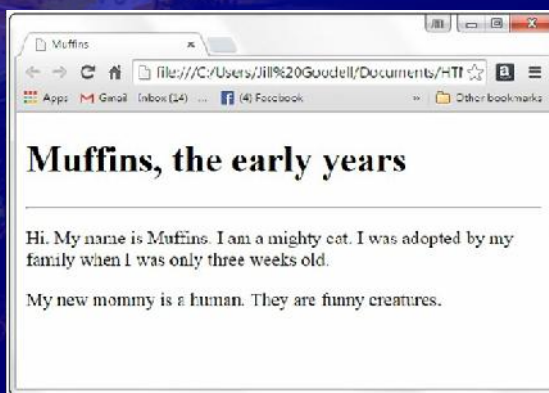 Muffins
file:///C:/Users/Jill%20Goodell/Documents/HTM
Apps Gmail Inbox (14) ... (4) Facebook » Other bookmarks
Muffins, the early years
Hi. My name is Muffins. I am a mighty cat. I was adopted by my
family when I was only three weeks old.
My new mommy is a human. They are funny creatures.